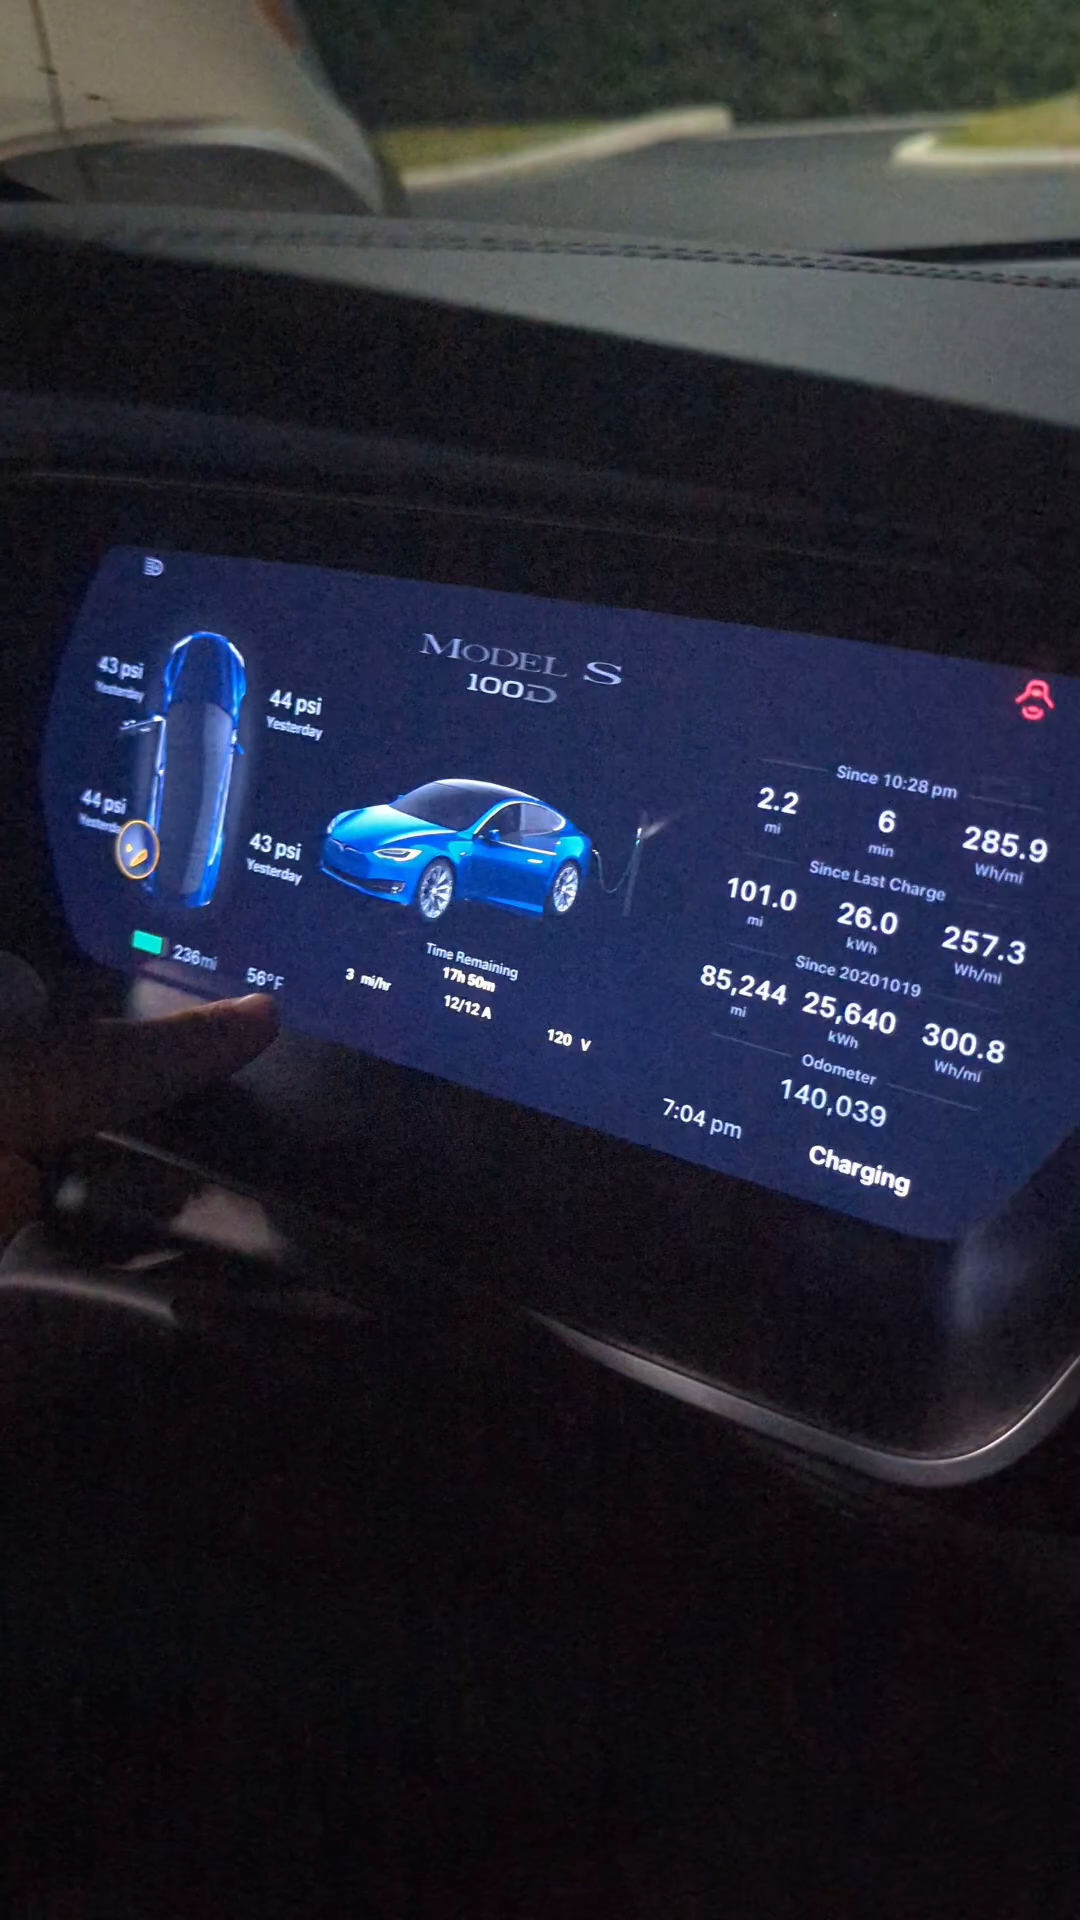 MODEL S
100D
43 psi
Yesterday
44 psi
Yesterday
44 psi
Yesterday
43 psi
Yesterday
236mi
56°F
3 mi/hr
Time Remaining
17h 50m
12/12 A
120 V
Since 10:28 pm
2.2 6 285.9
mi min Wh/mi
Since Last Charge
101.0 26.0 257.3
mi kWh Wh/mi
Since 20201019
85,244 25,640 300.8
mi kWh Wh/mi
Odometer
140,039
7:04 pm
Charging